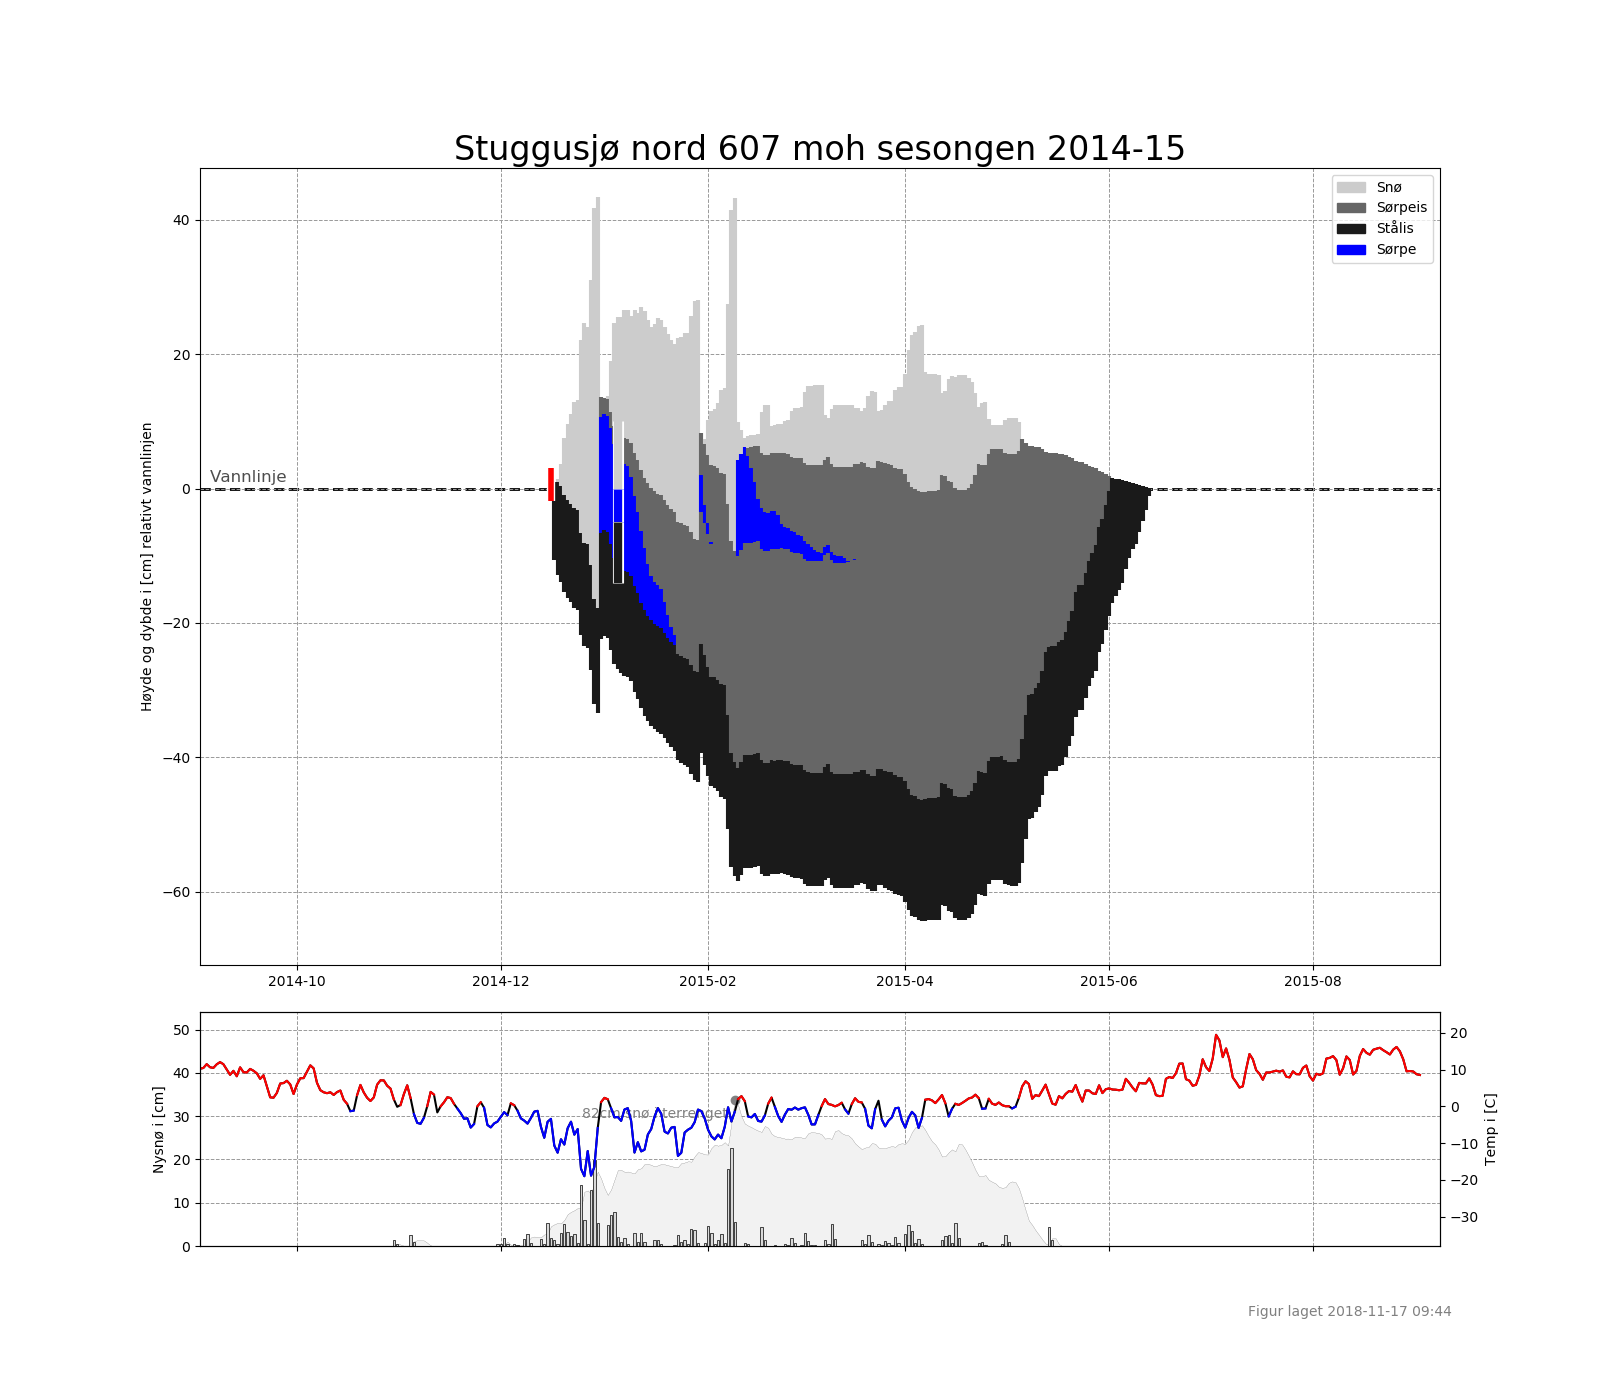 Stuggusjø nord 607 moh sesongen 2014-15
Snø
Sørpeis
Stålis
Sørpe
Høyde og dybde i [cm] relativt vannlinjen
40
20
0
−20
−40
−60
Vannlinje
2014-10
2014-12
2015-02
2015-04
2015-06
2015-08
Nysnø i [cm]
50
40
30
20
10
0
82cm snø i terrenget
20
10
0
−10
−20
−30
Temp i [C]
Figur laget 2018-11-17 09:44